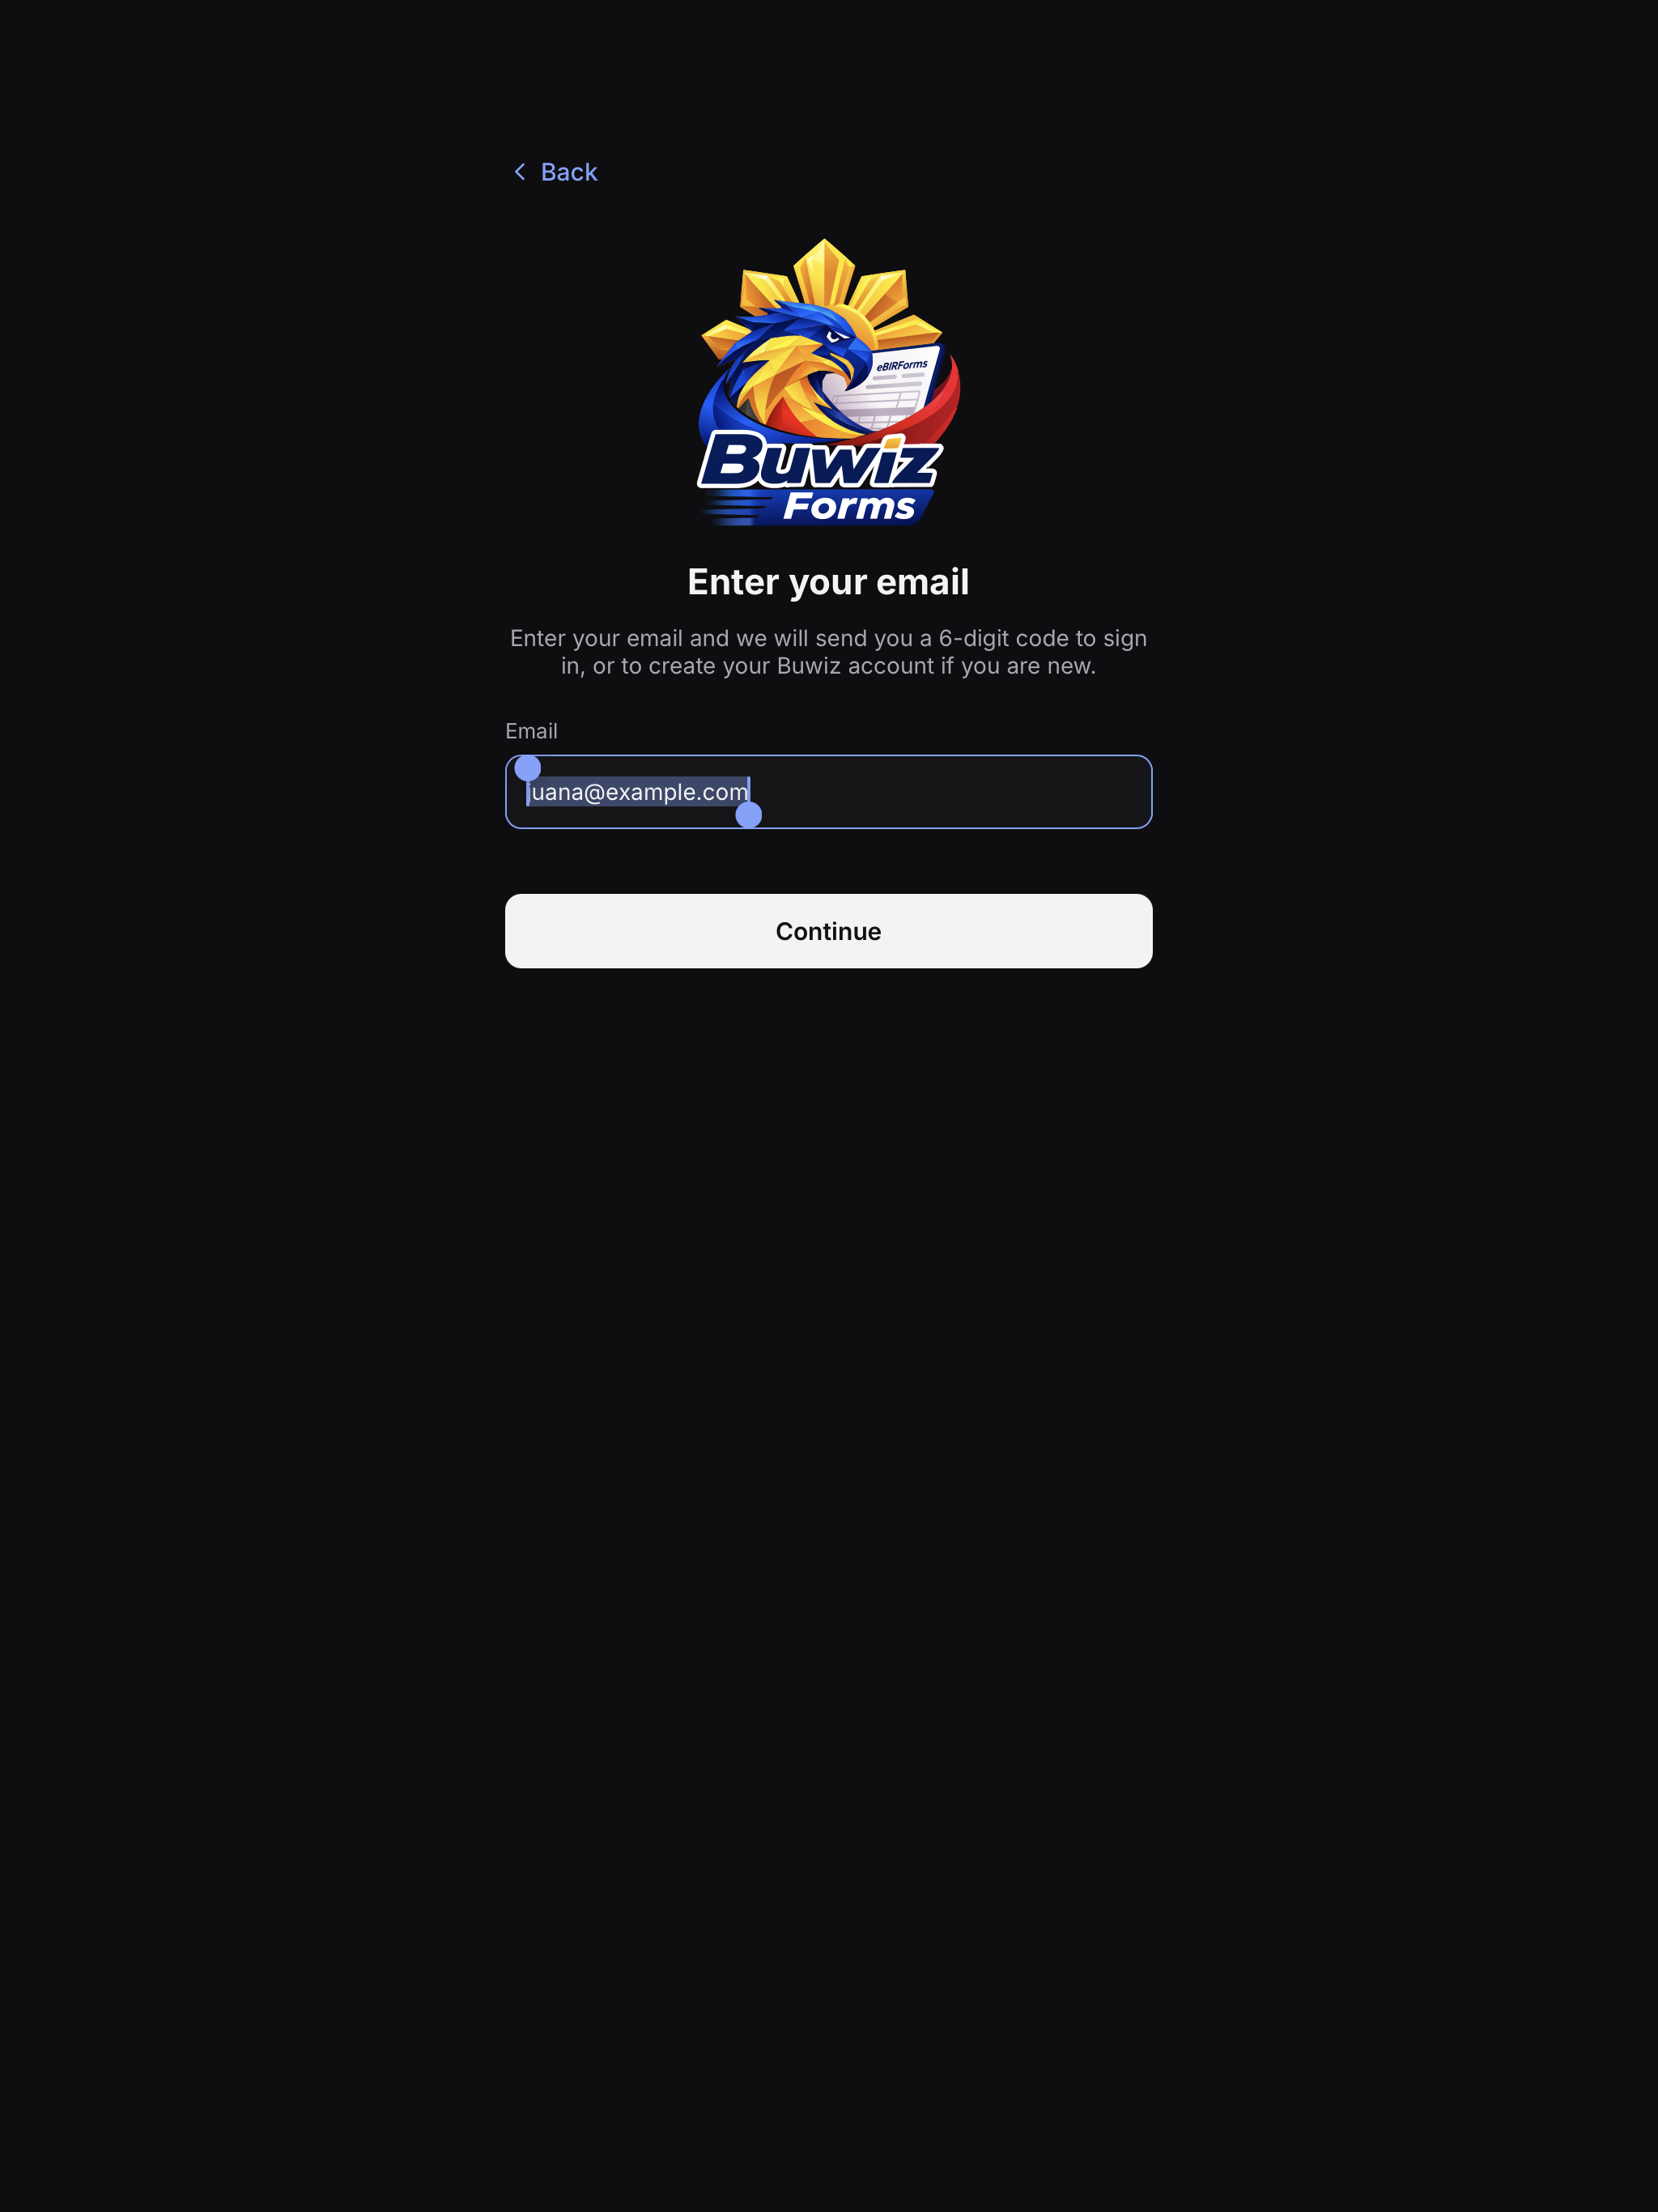 Back
eBIRForms
Buwiz
Forms
Enter your email
Enter your email and we will send you a 6-digit code to sign
in, or to create your Buwiz account if you are new.
Email
juana@example.com
Continue